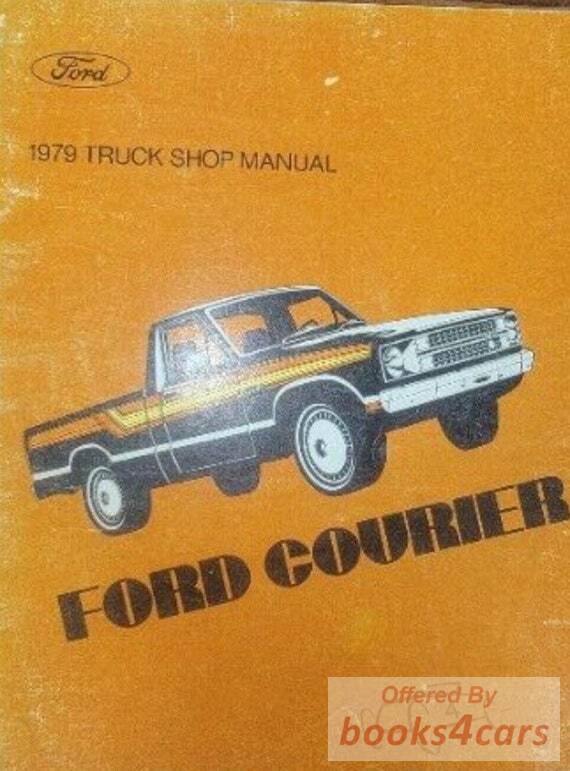 Ford
1979 TRUCK SHOP MANUAL
FORD COURIER
Offered By
books4cars